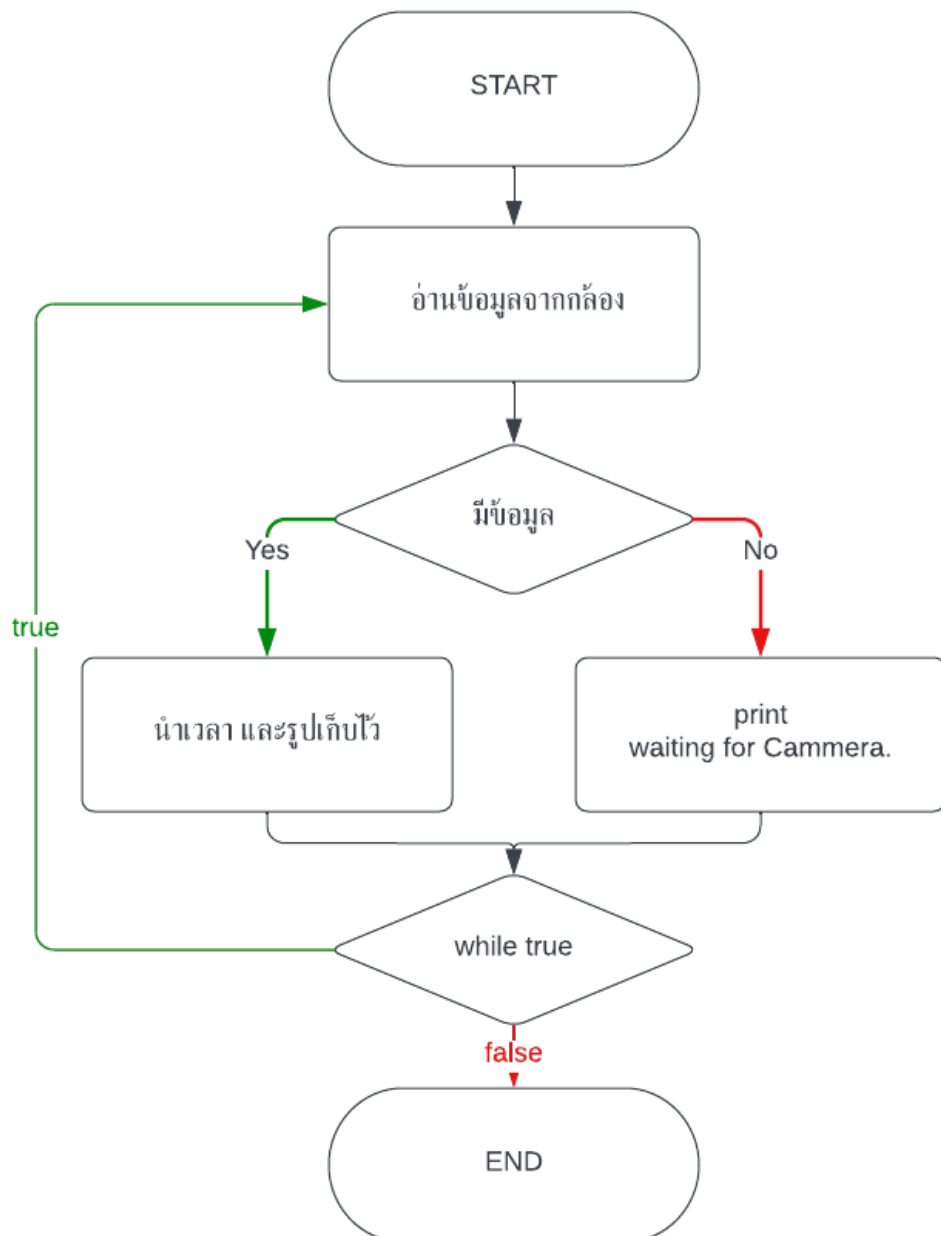 START
อ่านข้อมูลจากกล้อง
มีข้อมูล
Yes
No
true
นำเวลา และรูปเก็บไว้
print
waiting for Cammera.
while true
false
END